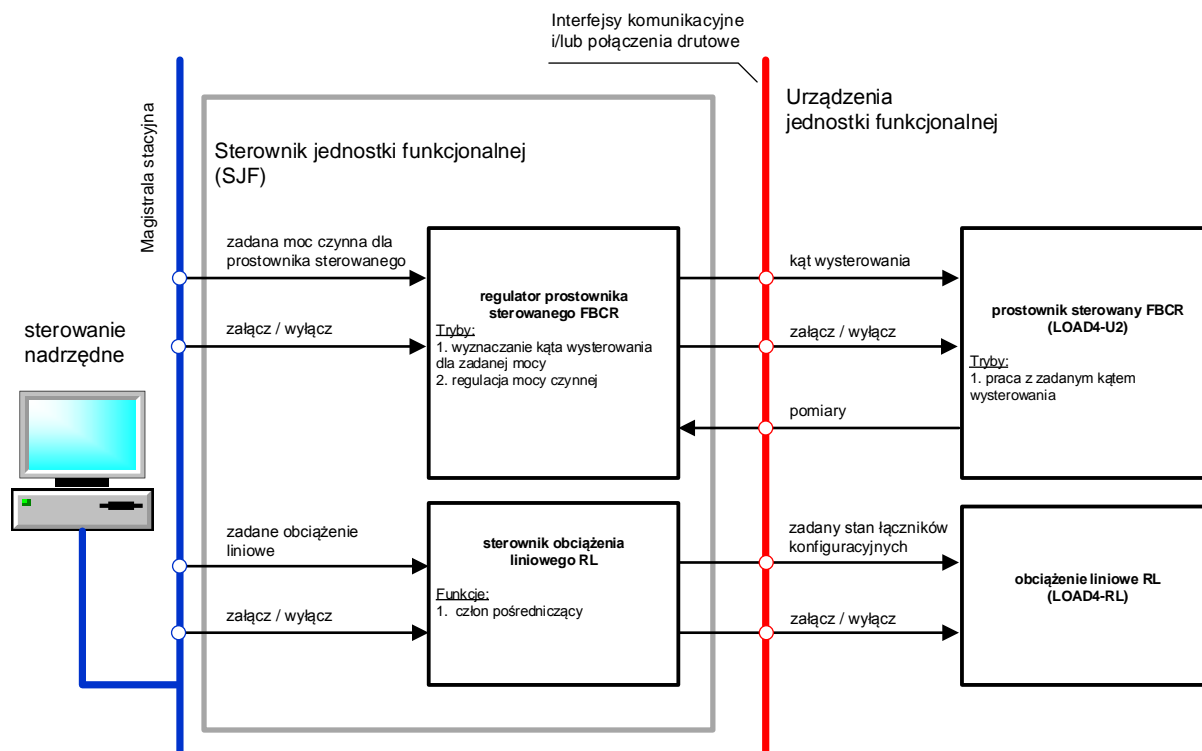 Interfejsy komunikacyjne
i/lub połączenia drutowe
Magistrala stacyjna
Urządzenia
jednostki funkcjonalnej
Sterownik jednostki funkcjonalnej
(SJF)
sterowanie
nadrzędne
zadana moc czynna dla
prostownika sterowanego
załącz / wyłącz
regulator prostownika
sterowanego FBCR
Tryby:
1. wyznaczanie kąta wysterowania
dla zadanej mocy
2. regulacja mocy czynnej
kąt wysterowania
załącz / wyłącz
pomiary
prostownik sterowany FBCR
(LOAD4-U2)
Tryby:
1. praca z zadanym kątem
wysterowania
zadane obciążenie
liniowe
załącz / wyłącz
sterownik obciążenia
liniowego RL
Funkcje:
1. człon pośredniczący
zadany stan łączników
konfiguracyjnych
załącz / wyłącz
obciążenie liniowe RL
(LOAD4-RL)